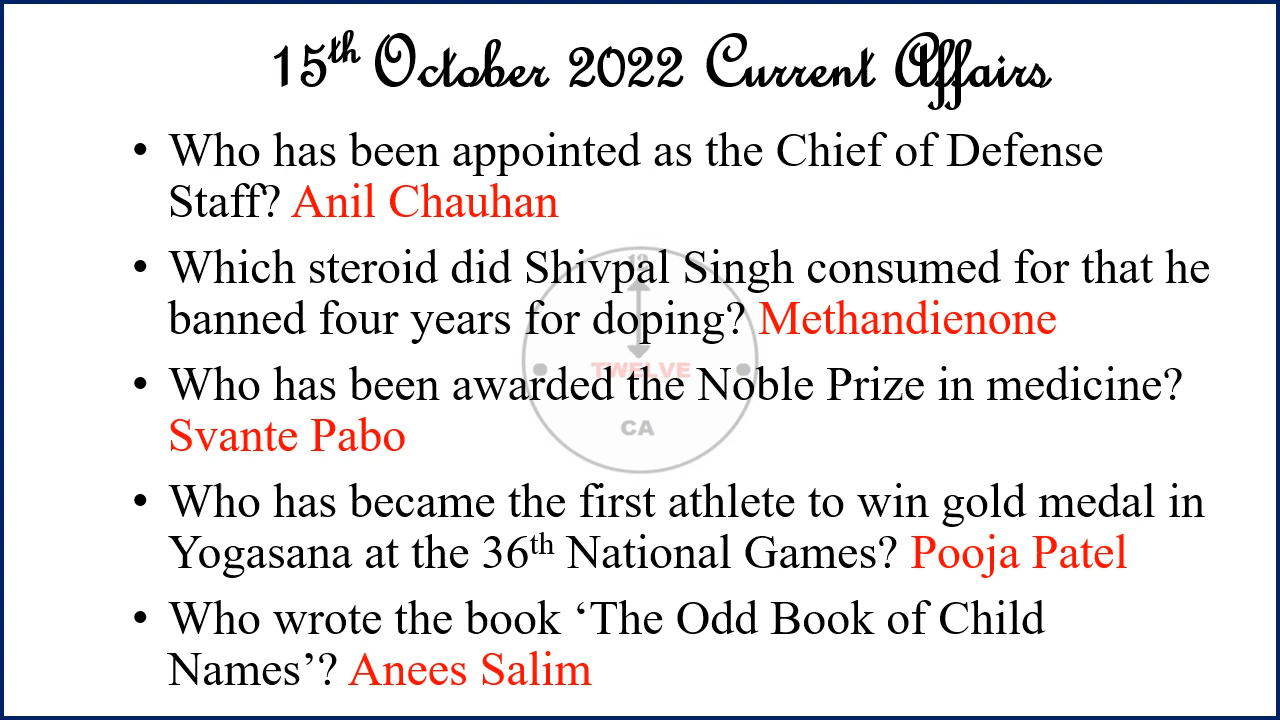 15th October 2022 Current Affairs
• Who has been appointed as the Chief of Defense
Staff? Anil Chauhan
• Which steroid did Shivpal Singh consumed for that he
banned four years for doping? Methandienone
• Who has been awarded the Noble Prize in medicine?
Svante Pabo
• Who has became the first athlete to win gold medal in
Yogasana at the 36th National Games? Pooja Patel
• Who wrote the book ‘The Odd Book of Child
Names’? Anees Salim
12
TWELVE
CA